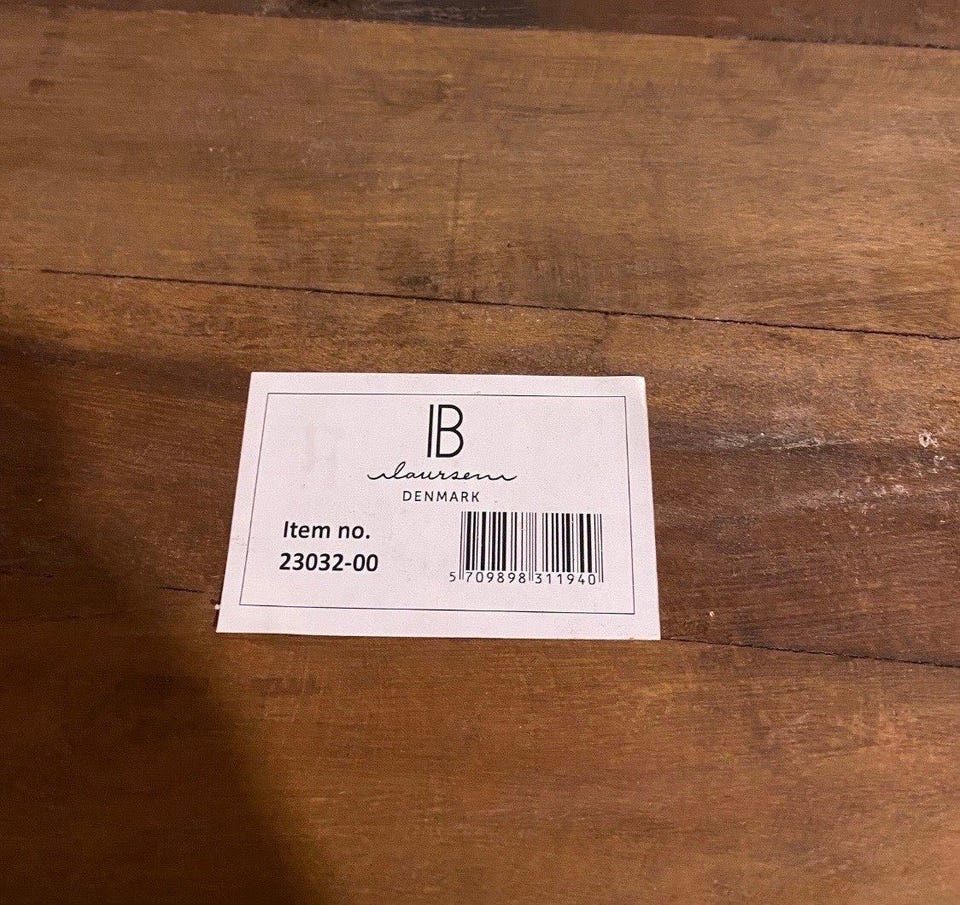 IB
laursen
DENMARK
Item no.
23032-00
5 709898 311940